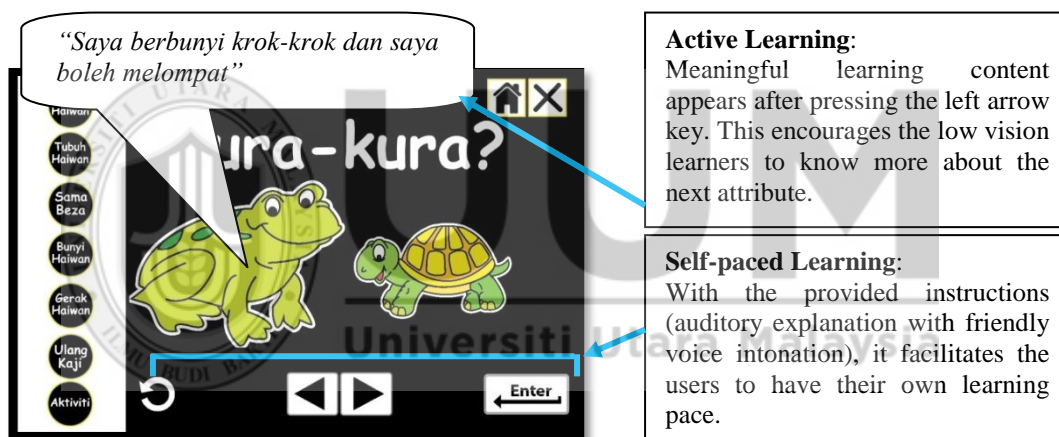 “Saya berbunyi krok-krok dan saya
boleh melompat”
Haiwan
Tubuh
Haiwan
Sama
Beza
Bunyi
Haiwan
Gerak
Haiwan
Ulang
Kaji
Aktiviti
ura-kura?
Enter
Active Learning:
Meaningful learning content
appears after pressing the left arrow
key. This encourages the low vision
learners to know more about the
next attribute.
Self-paced Learning:
With the provided instructions
(auditory explanation with friendly
voice intonation), it facilitates the
users to have their own learning
pace.
UUM
Universiti Utara Malaysia